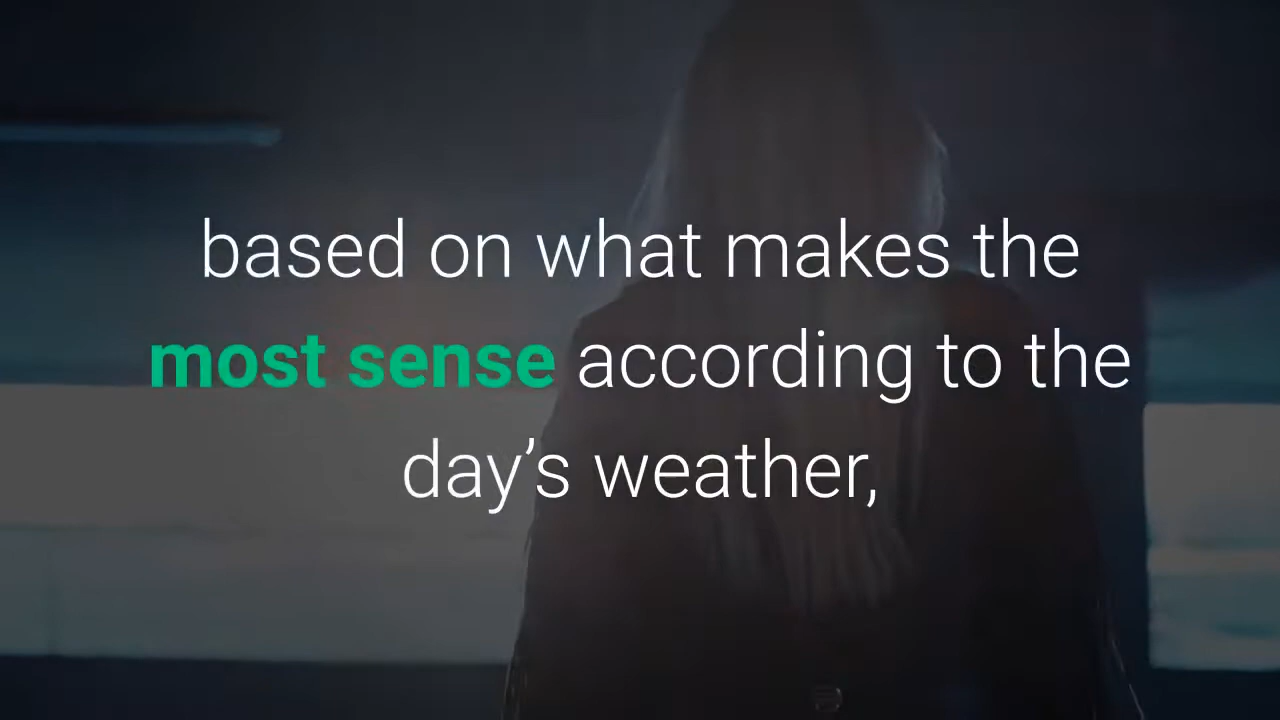 based on what makes the
most sense according to the
day’s weather,